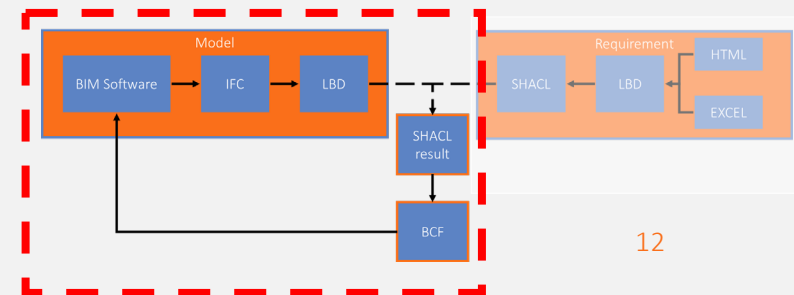 Model
BIM Software
IFC
LBD
Requirement
SHACL
LBD
HTML
EXCEL
SHACL
result
BCF
12